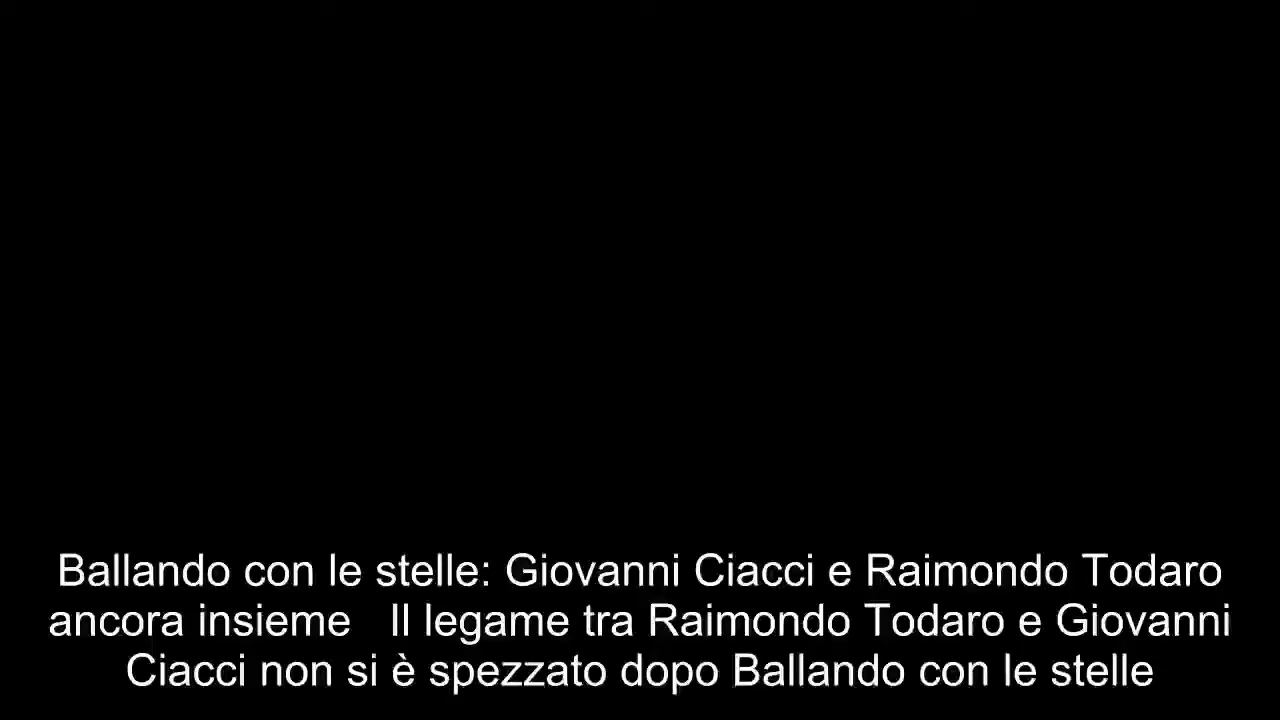 Ballando con le stelle: Giovanni Ciacci e Raimondo Todaro
ancora insieme   Il legame tra Raimondo Todaro e Giovanni
Ciacci non si è spezzato dopo Ballando con le stelle